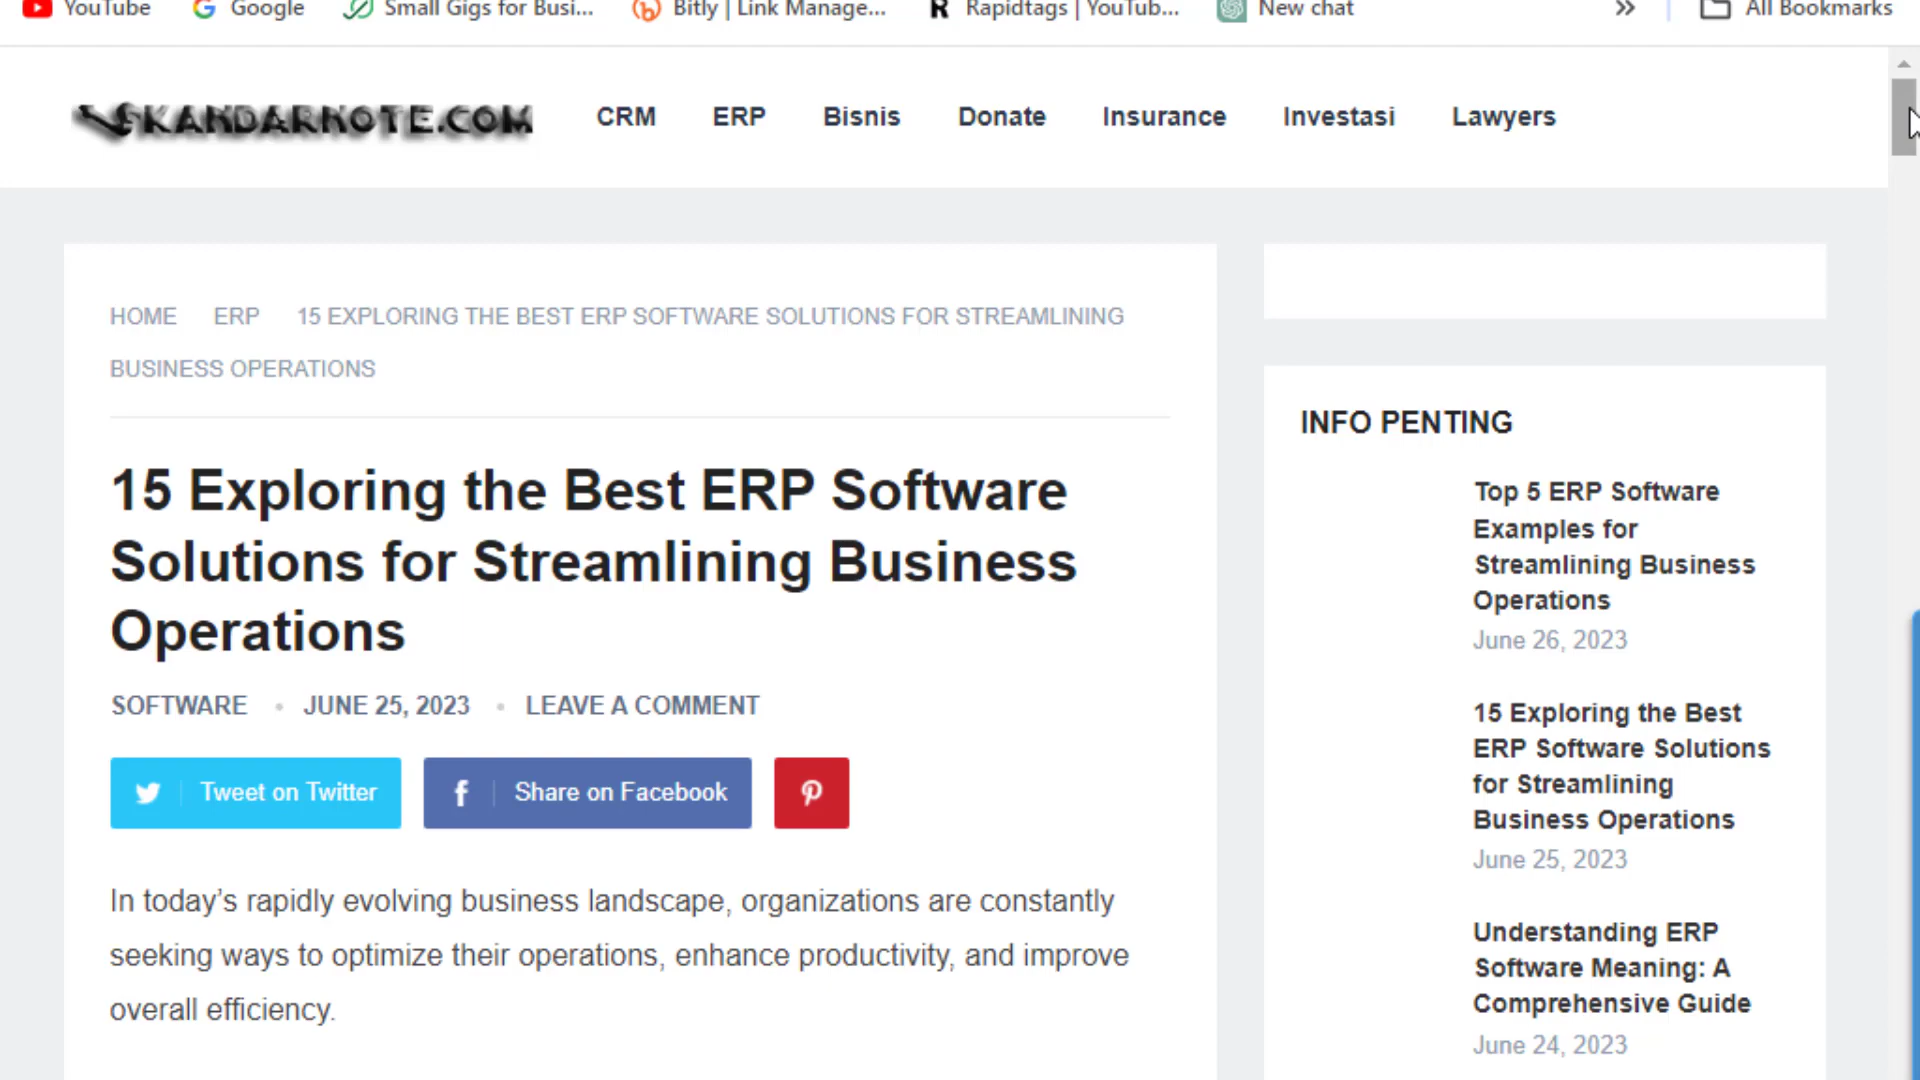 YouTube Google Small Gigs for Busi... Bitly | Link Manage... Rapidtags | YouTub... New chat » All Bookmarks
SKANDARNOTE.COM CRM ERP Bisnis Donate Insurance Investasi Lawyers
HOME ERP 15 EXPLORING THE BEST ERP SOFTWARE SOLUTIONS FOR STREAMLINING
BUSINESS OPERATIONS
15 Exploring the Best ERP Software
Solutions for Streamlining Business
Operations
SOFTWARE • JUNE 25, 2023 • LEAVE A COMMENT
Tweet on Twitter Share on Facebook
In today’s rapidly evolving business landscape, organizations are constantly
seeking ways to optimize their operations, enhance productivity, and improve
overall efficiency.
INFO PENTING
Top 5 ERP Software
Examples for
Streamlining Business
Operations
June 26, 2023
15 Exploring the Best
ERP Software Solutions
for Streamlining
Business Operations
June 25, 2023
Understanding ERP
Software Meaning: A
Comprehensive Guide
June 24, 2023